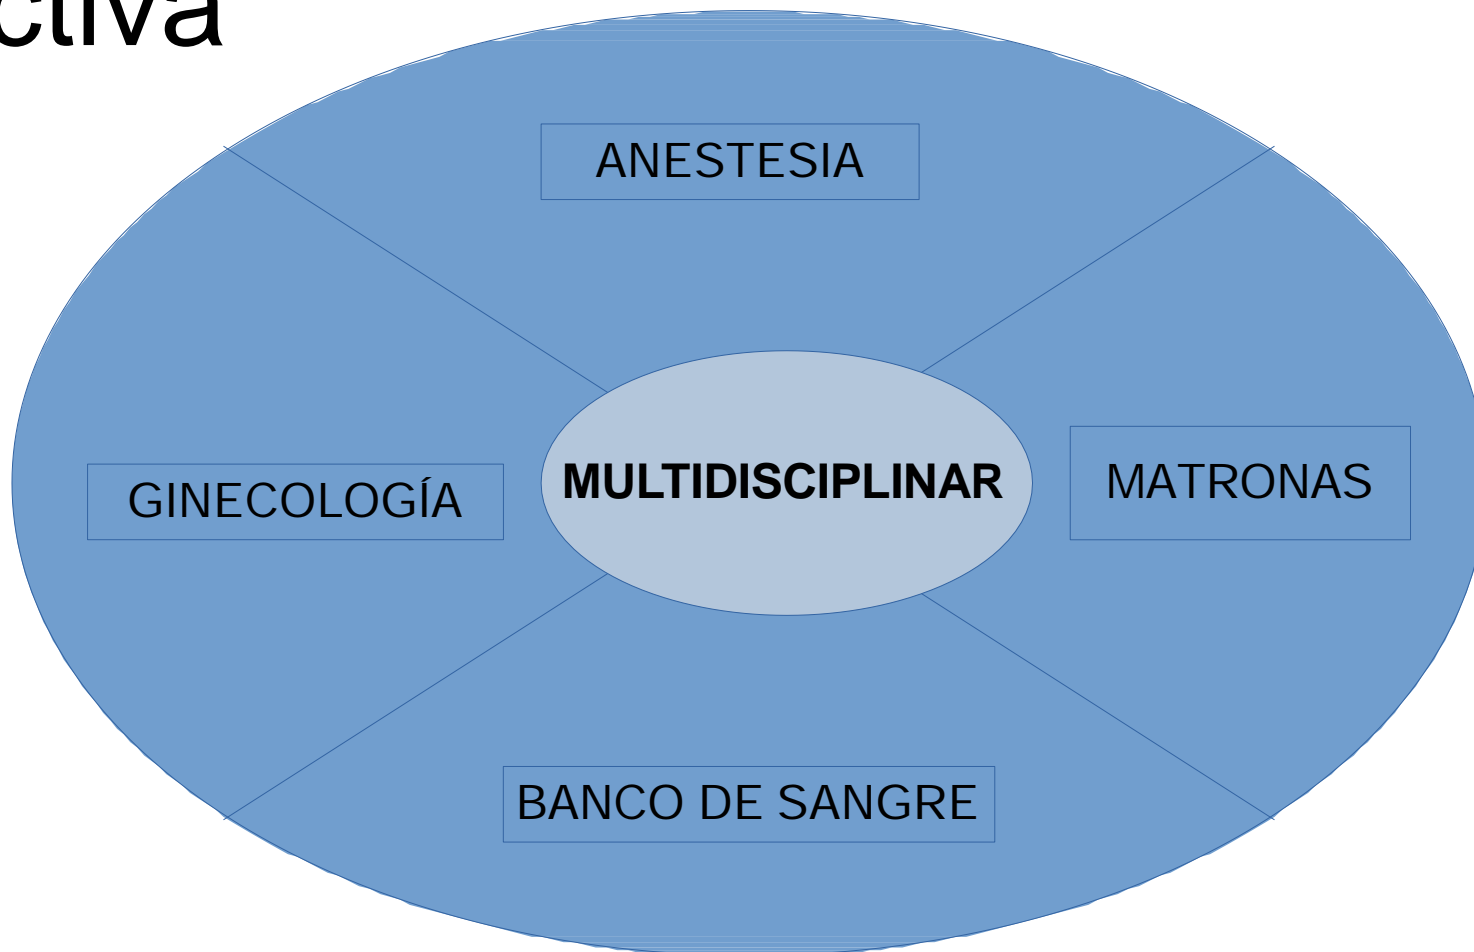 ctiva
ANESTESIA
GINECOLOGÍA
MULTIDISCIPLINAR
MATRONAS
BANCO DE SANGRE